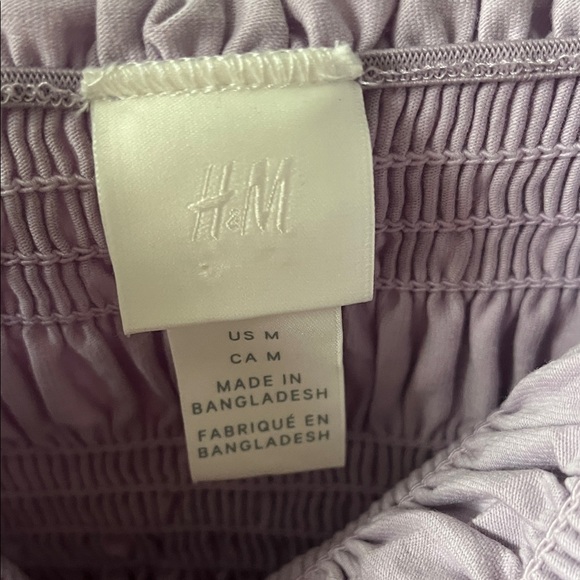 H&M
US M
CA M
MADE IN
BANGLADESH
FABRIQUÉ EN
BANGLADESH